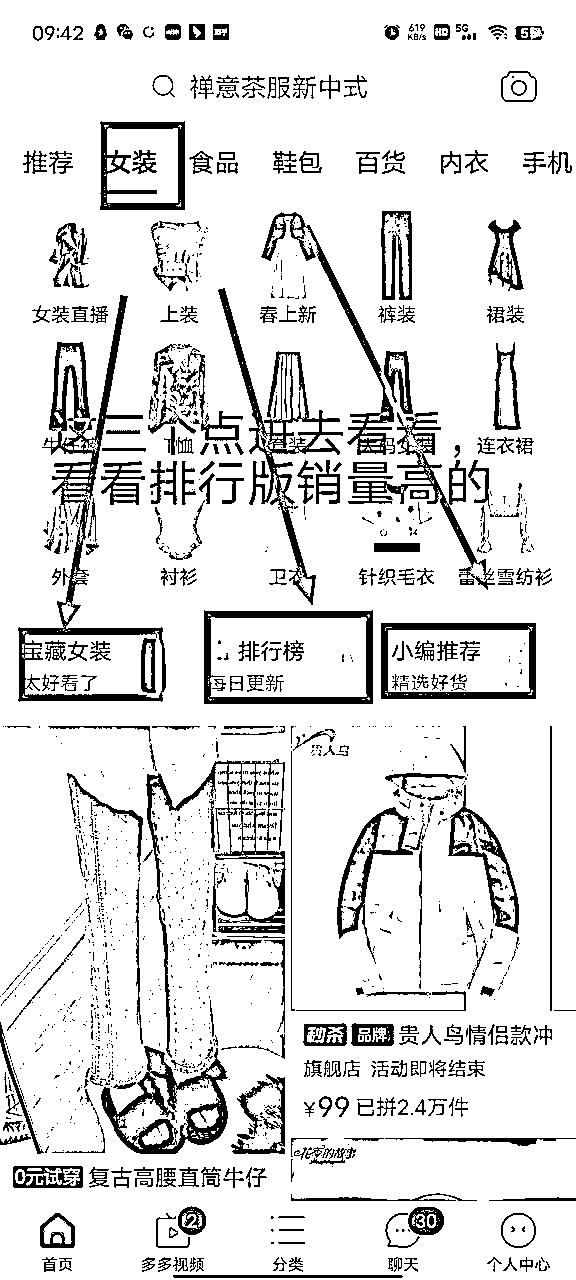 09:42
619 KB/s HD 5G
禅意茶服新中式
推荐 女装 食品 鞋包 百货 内衣 手机
女装直播 上装 春上新 裤装 裙装
T恤 连衣裙
这三个点进去看看，
看看排行版销量高的
外套 衬衫 卫衣 针织毛衣 蕾丝雪纺衫
宝藏女装 排行榜 小编推荐
太好看了 每日更新 精选好货
贵人鸟
秒杀 品牌 贵人鸟情侣款冲
旗舰店 活动即将结束
¥99 已拼2.4万件
0元试穿 复古高腰直筒牛仔
首页 多多视频 分类 聊天 个人中心
2 30